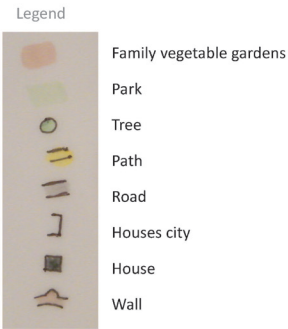 Legend
Family vegetable gardens
Park
Tree
Path
Road
Houses city
House
Wall